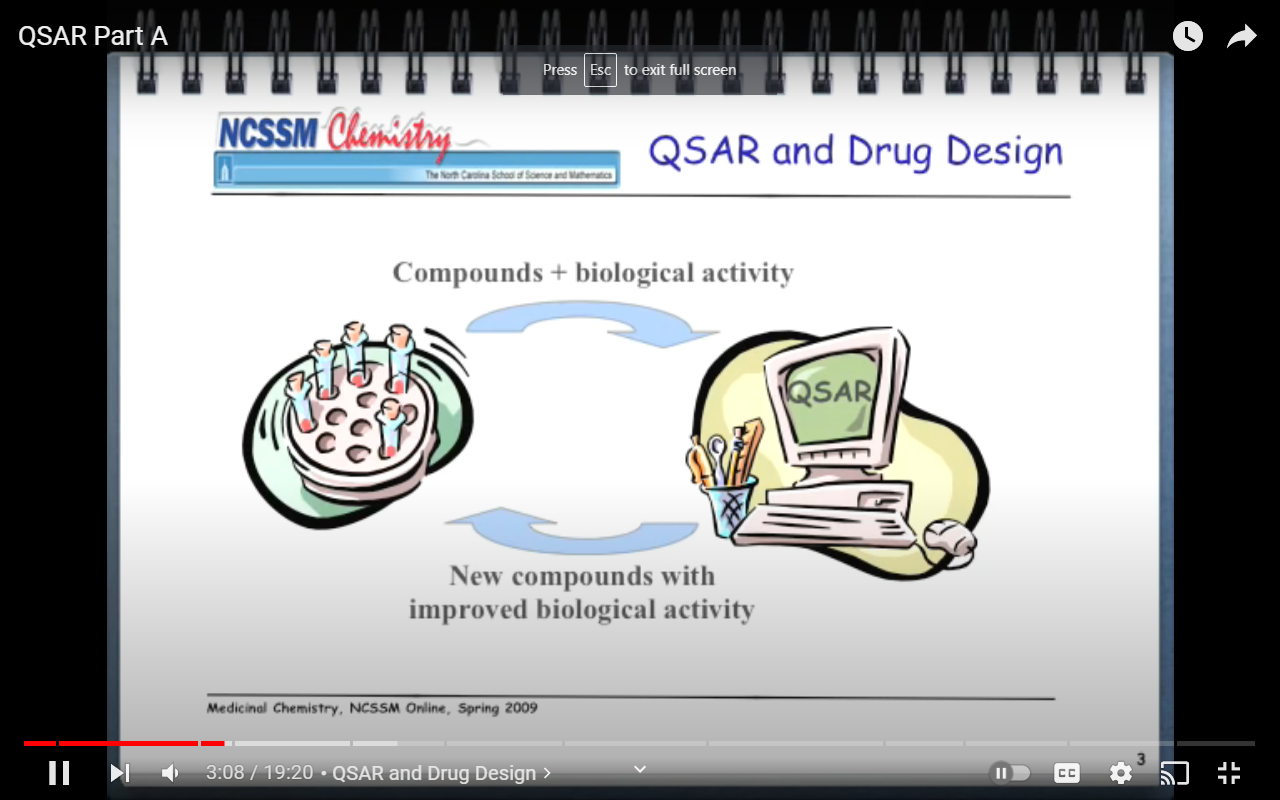 QSAR Part A
Press Esc to exit full screen
NCSSM Chemistry
The North Carolina School of Science and Mathematics
QSAR and Drug Design
Compounds + biological activity
QSAR
New compounds with
improved biological activity
Medicinal Chemistry, NCSSM Online, Spring 2009
3
3:08 / 19:20 • QSAR and Drug Design >
CC